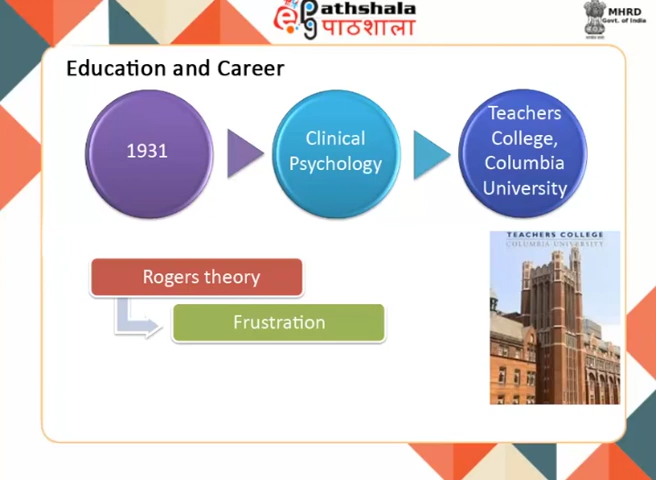 ePathshala
पाठशाला
MHRD
Govt. of India
Education and Career
1931
Clinical
Psychology
Teachers
College,
Columbia
University
TEACHERS COLLEGE
COLUMBIA UNIVERSITY
Rogers theory
Frustration